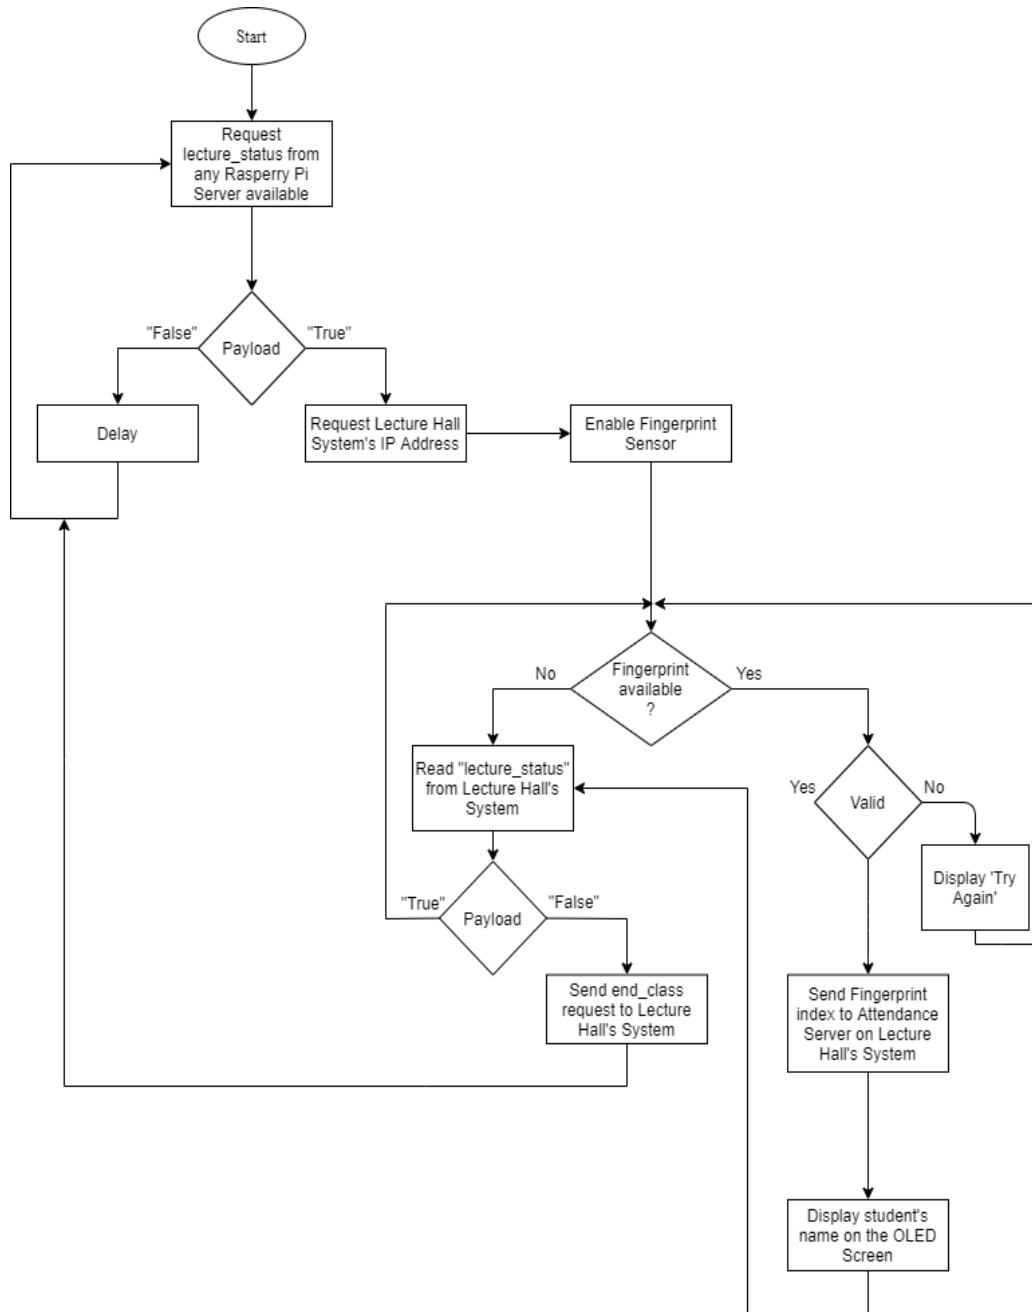 Start
Request
lecture_status from
any Rasperry Pi
Server available
"False"
Payload
"True"
Delay
Request Lecture Hall
System's IP Address
Enable Fingerprint
Sensor
No
Fingerprint
available
?
Yes
Read "lecture_status"
from Lecture Hall's
System
Yes
Valid
No
"True"
Payload
"False"
Display 'Try
Again'
Send end_class
request to Lecture
Hall's System
Send Fingerprint
index to Attendance
Server on Lecture
Hall's System
Display student's
name on the OLED
Screen